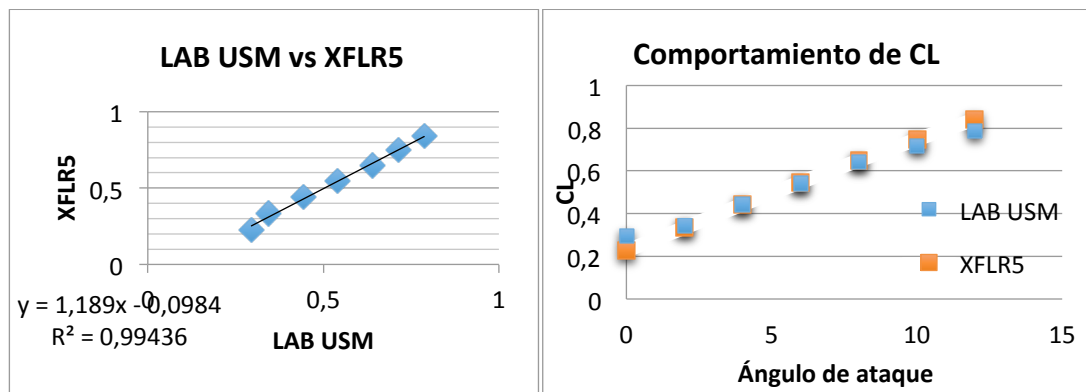 LAB USM vs XFLR5
1
0,5
0
XFLR5
0
0,5
1
y = 1,189x - 0,0984
R² = 0,99436
LAB USM
Comportamiento de CL
1
0,8
0,6
0,4
0,2
0
CL
LAB USM
XFLR5
0
5
10
15
Ángulo de ataque